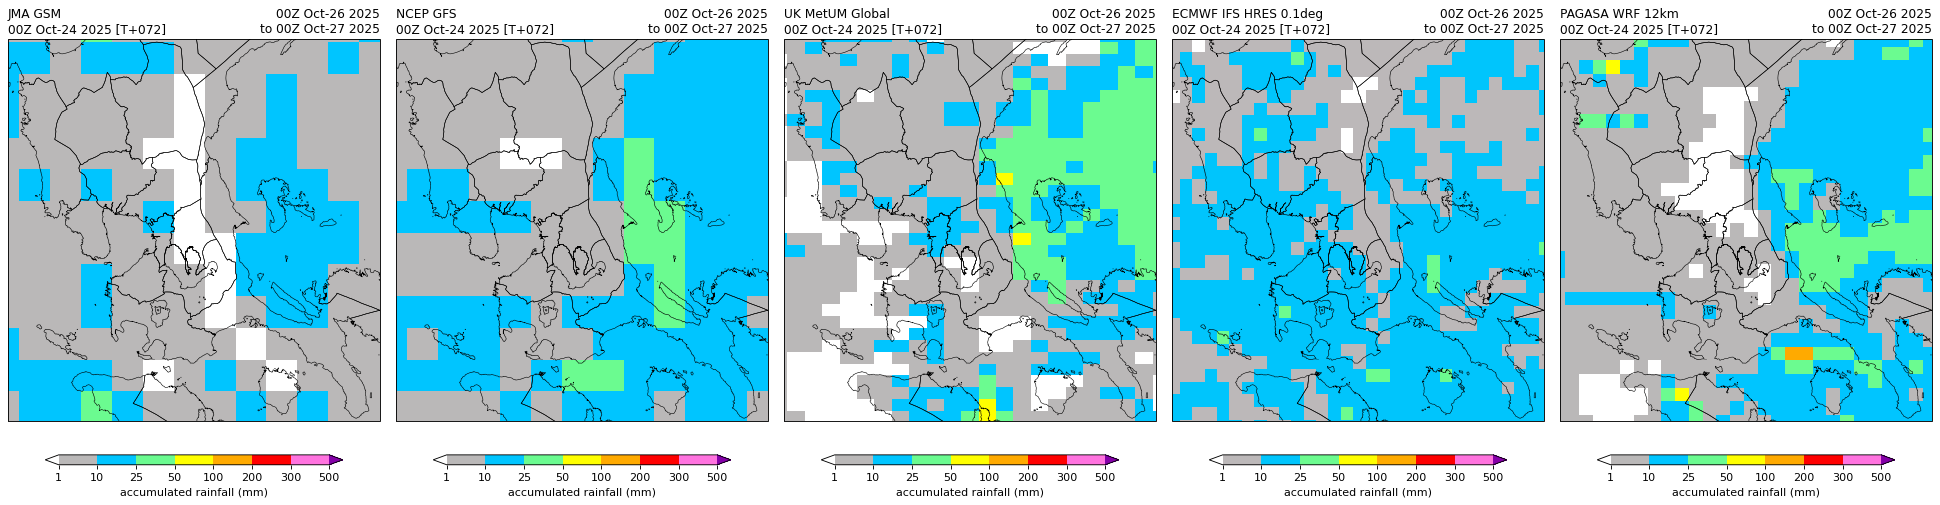 JMA GSM 00Z Oct-26 2025
00Z Oct-24 2025 [T+072] to 00Z Oct-27 2025
1 10 25 50 100 200 300 500
accumulated rainfall (mm)
NCEP GFS 00Z Oct-26 2025
00Z Oct-24 2025 [T+072] to 00Z Oct-27 2025
1 10 25 50 100 200 300 500
accumulated rainfall (mm)
UK MetUM Global 00Z Oct-26 2025
00Z Oct-24 2025 [T+072] to 00Z Oct-27 2025
1 10 25 50 100 200 300 500
accumulated rainfall (mm)
ECMWF IFS HRES 0.1deg 00Z Oct-26 2025
00Z Oct-24 2025 [T+072] to 00Z Oct-27 2025
1 10 25 50 100 200 300 500
accumulated rainfall (mm)
PAGASA WRF 12km 00Z Oct-26 2025
00Z Oct-24 2025 [T+072] to 00Z Oct-27 2025
1 10 25 50 100 200 300 500
accumulated rainfall (mm)